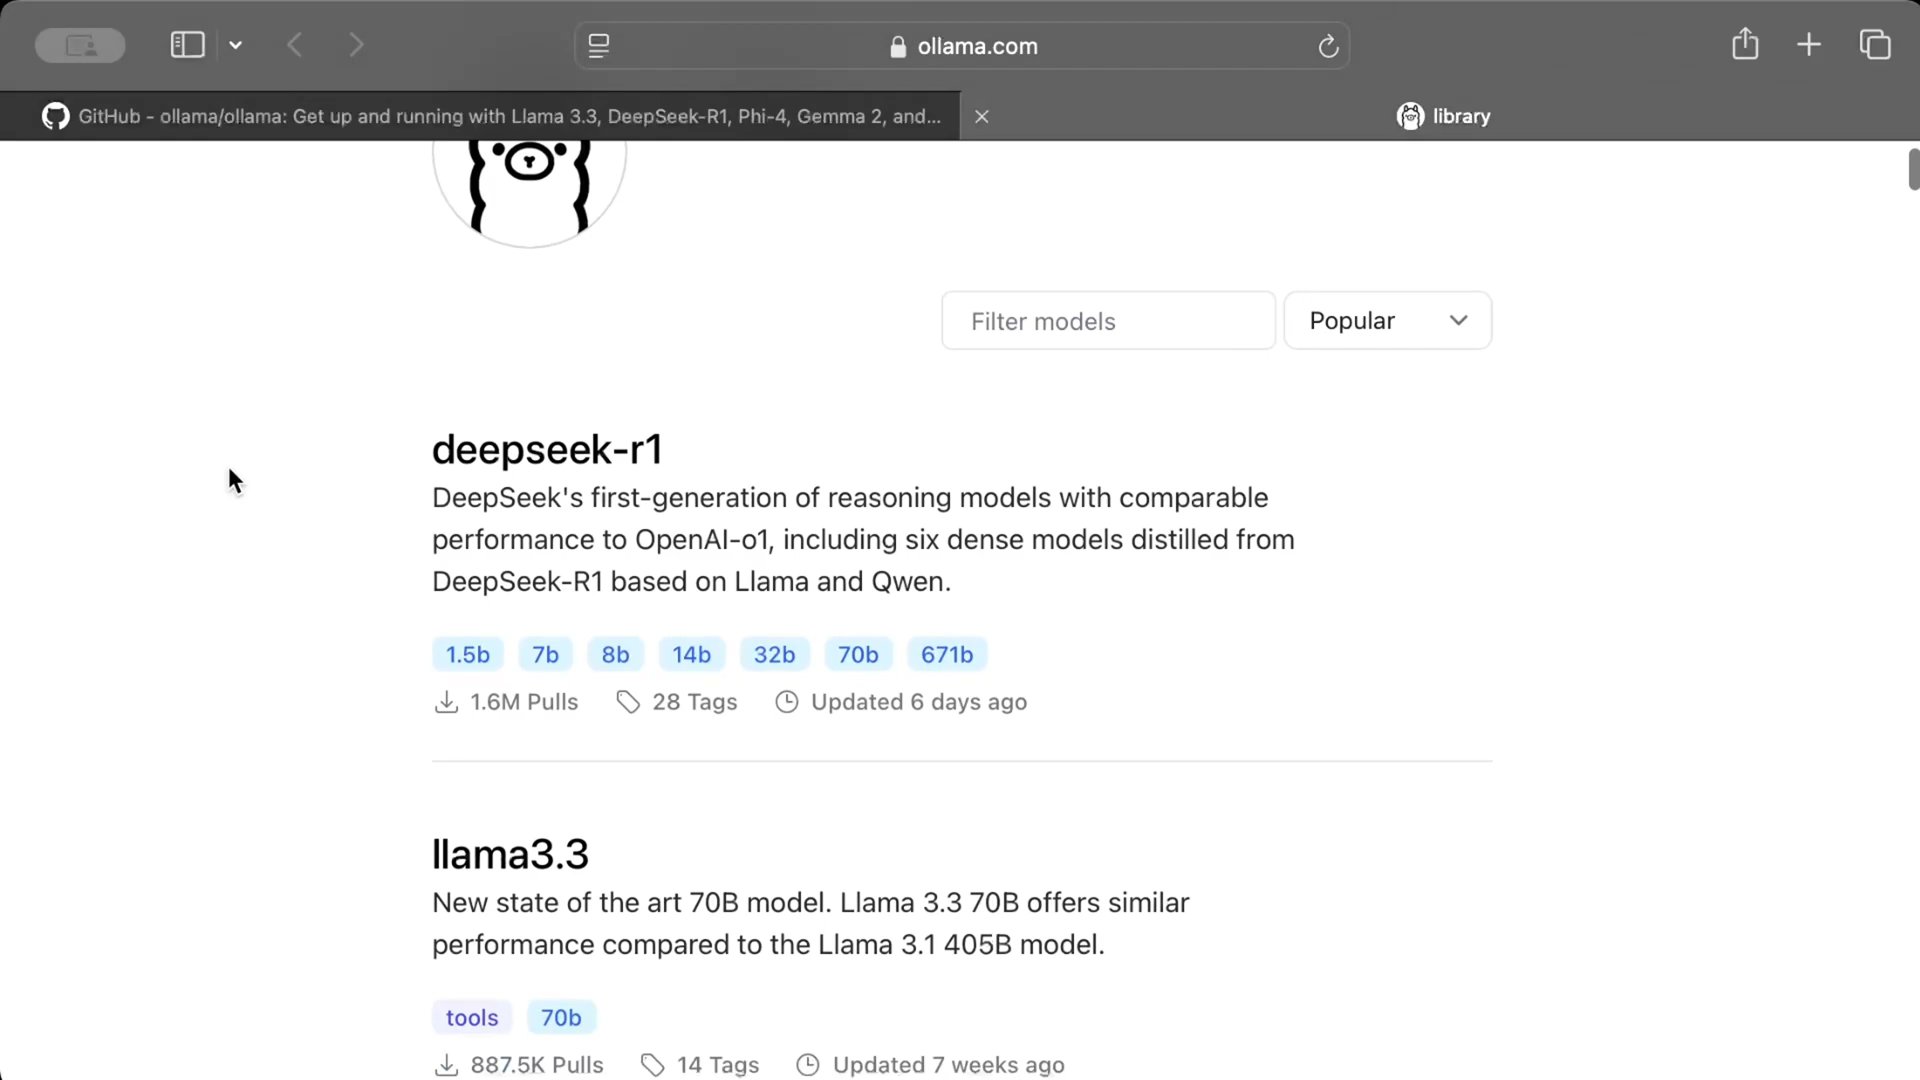 ollama.com
GitHub - ollama/ollama: Get up and running with Llama 3.3, DeepSeek-R1, Phi-4, Gemma 2, and...
library
Filter models
Popular
deepseek-r1
DeepSeek's first-generation of reasoning models with comparable
performance to OpenAI-o1, including six dense models distilled from
DeepSeek-R1 based on Llama and Qwen.
1.5b 7b 8b 14b 32b 70b 671b
1.6M Pulls 28 Tags Updated 6 days ago
llama3.3
New state of the art 70B model. Llama 3.3 70B offers similar
performance compared to the Llama 3.1 405B model.
tools 70b
887.5K Pulls 14 Tags Updated 7 weeks ago